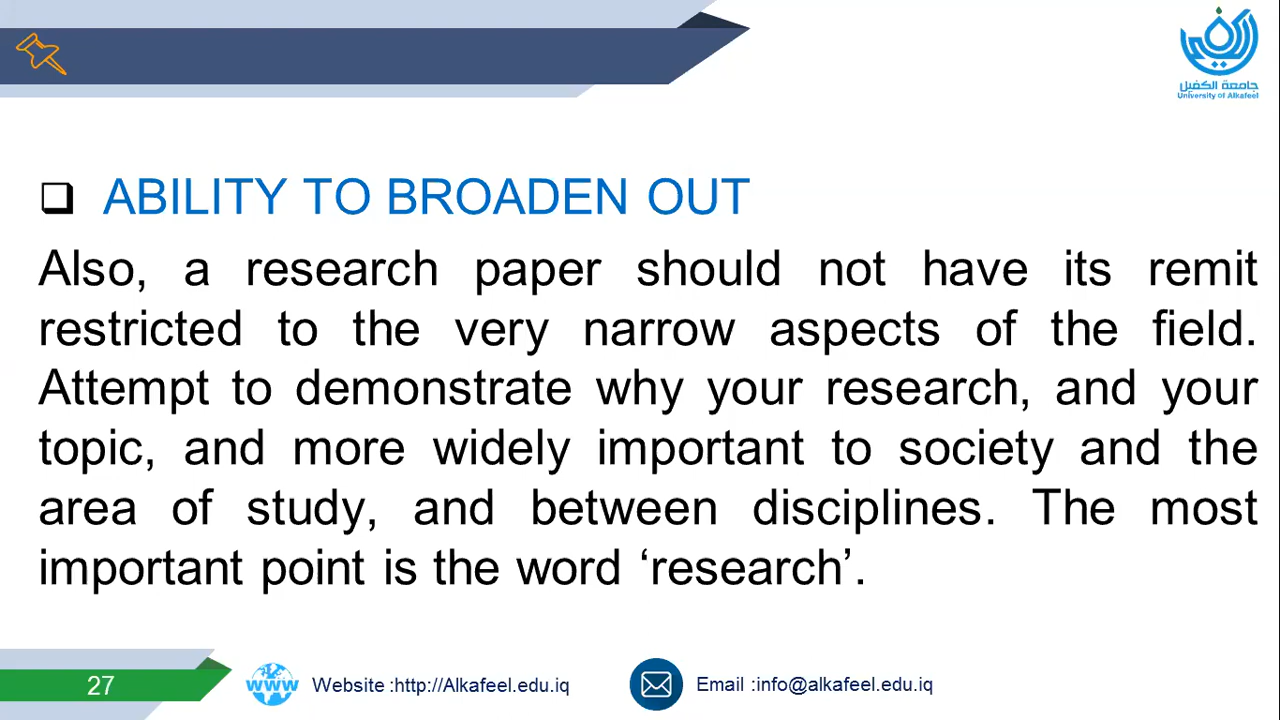 جامعة الكفيل
University of Alkafeel
ABILITY TO BROADEN OUT
Also, a research paper should not have its remit
restricted to the very narrow aspects of the field.
Attempt to demonstrate why your research, and your
topic, and more widely important to society and the
area of study, and between disciplines. The most
important point is the word ‘research’.
27
WWW
Website :http://Alkafeel.edu.iq
Email :info@alkafeel.edu.iq